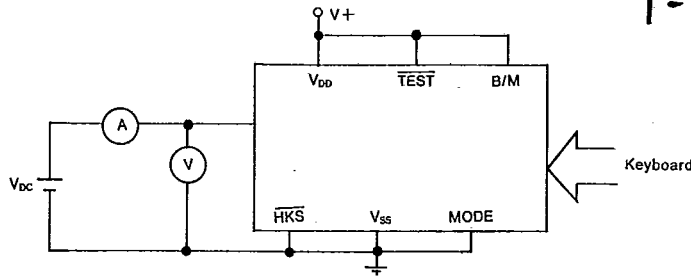 V+
V_DD TEST B/M
A
V
V_DC
Keyboard
HKS V_SS MODE